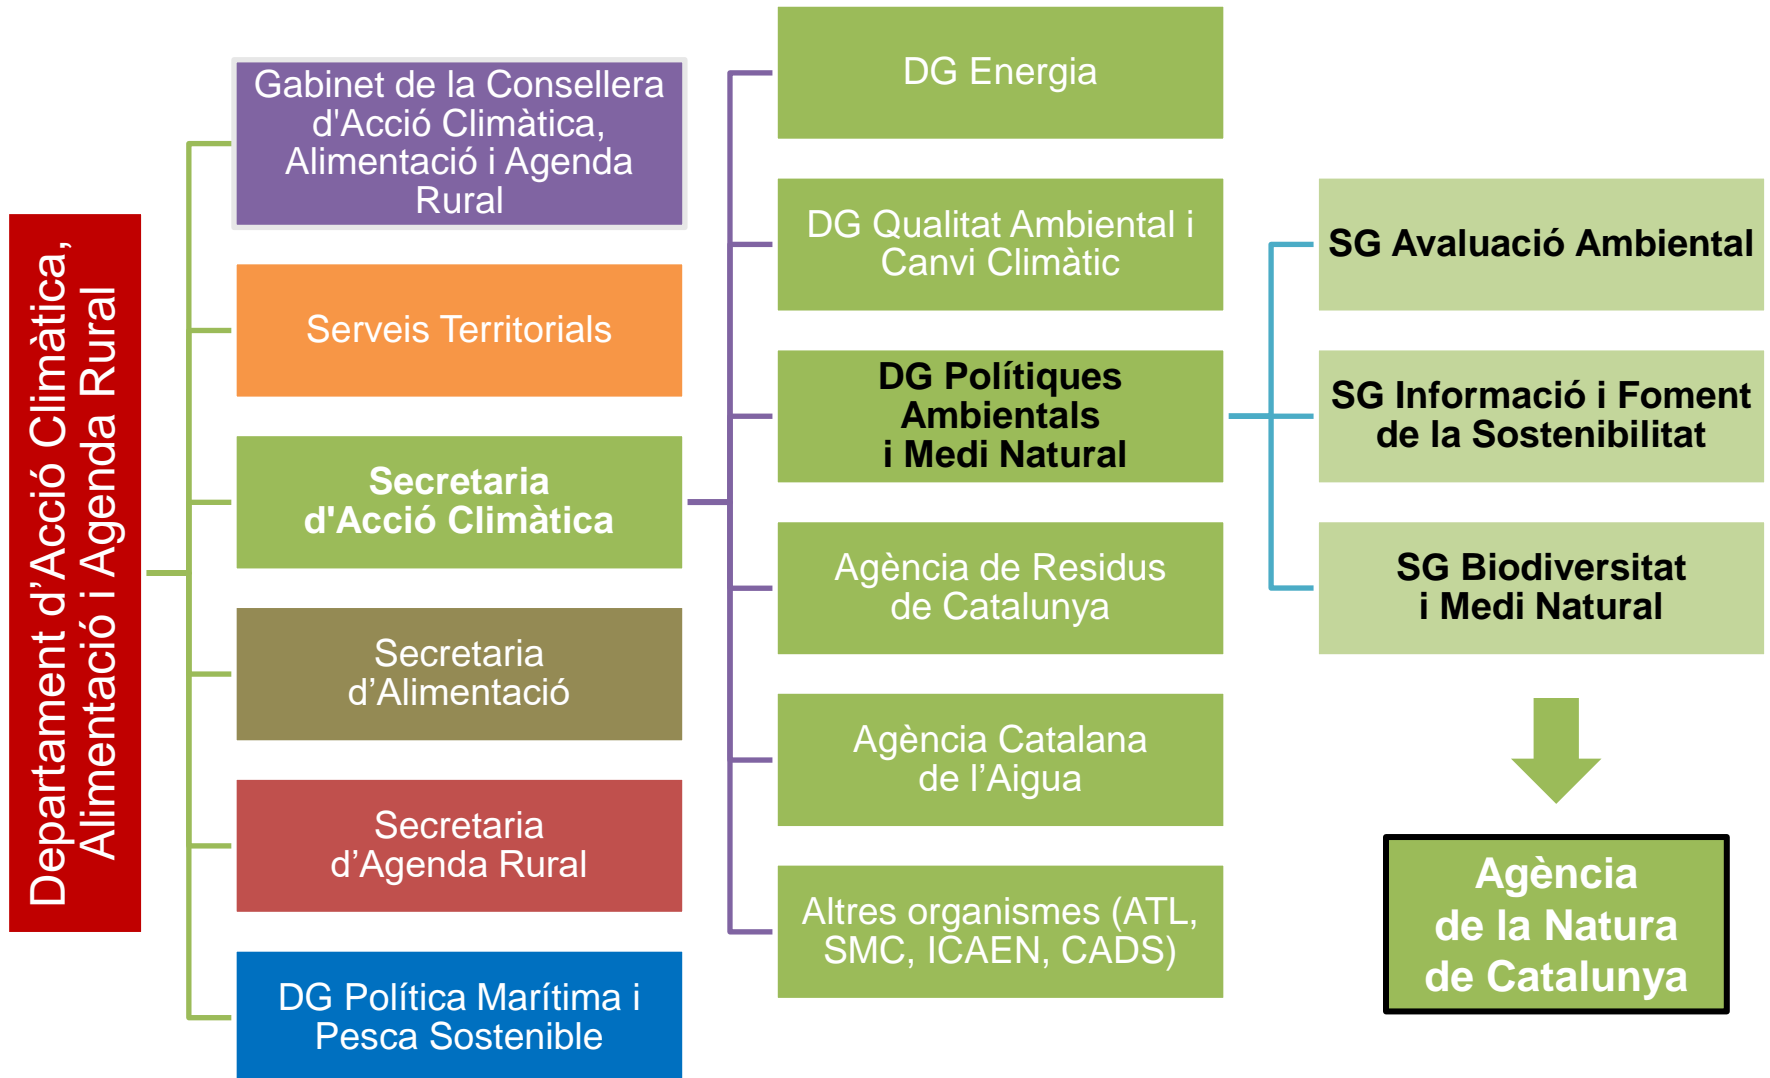 Departament d’Acció Climàtica,
Alimentació i Agenda Rural
Gabinet de la Consellera
d'Acció Climàtica,
Alimentació i Agenda
Rural
Serveis Territorials
Secretaria
d'Acció Climàtica
Secretaria
d’Alimentació
Secretaria
d’Agenda Rural
DG Política Marítima i
Pesca Sostenible
DG Energia
DG Qualitat Ambiental i
Canvi Climàtic
DG Polítiques
Ambientals
i Medi Natural
Agència de Residus
de Catalunya
Agència Catalana
de l’Aigua
Altres organismes (ATL,
SMC, ICAEN, CADS)
SG Avaluació Ambiental
SG Informació i Foment
de la Sostenibilitat
SG Biodiversitat
i Medi Natural
Agència
de la Natura
de Catalunya